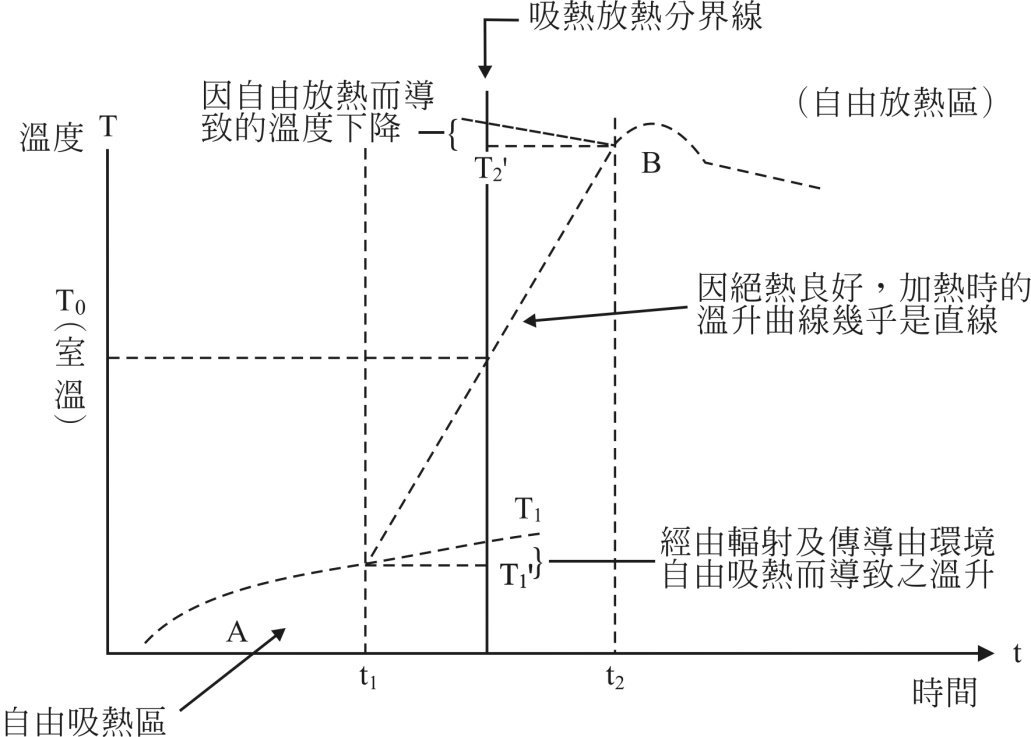 吸熱放熱分界線
因自由放熱而導
致的溫度下降
(自由放熱區)
溫度 T
T2'
B
T0
(室溫)
因絕熱良好，加熱時的
溫升曲線幾乎是直線
T1
T1'
經由輻射及傳導由環境
自由吸熱而導致之溫升
A
t
t1
t2
時間
自由吸熱區